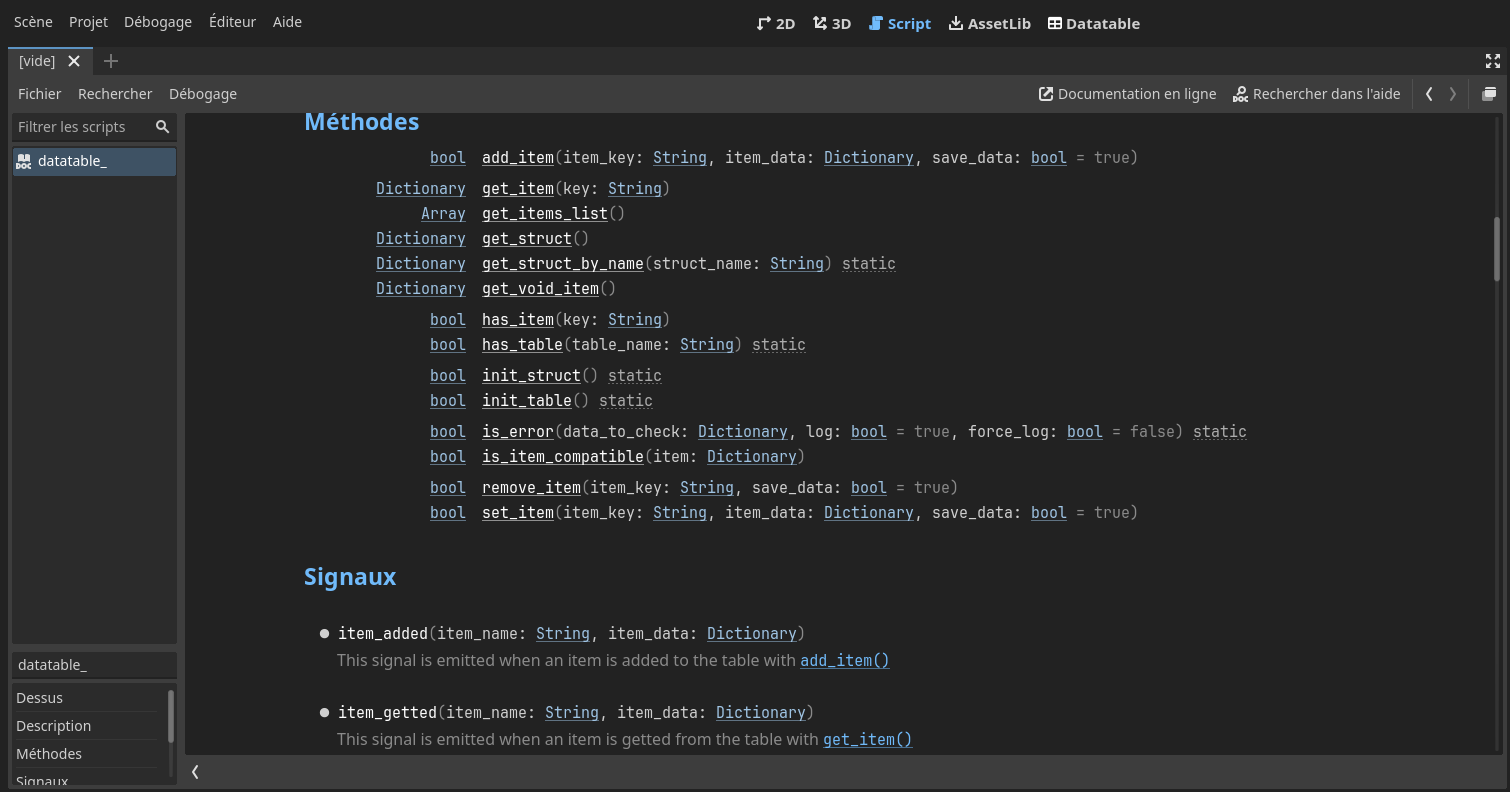 Scène Projet Débogage Éditeur Aide 2D 3D Script AssetLib Datatable
[vide]
Fichier Rechercher Débogage Documentation en ligne Rechercher dans l'aide
Filtrer les scripts
datatable_
Méthodes
bool add_item(item_key: String, item_data: Dictionary, save_data: bool = true)
Dictionary get_item(key: String)
Array get_items_list()
Dictionary get_struct()
Dictionary get_struct_by_name(struct_name: String) static
Dictionary get_void_item()
bool has_item(key: String)
bool has_table(table_name: String) static
bool init_struct() static
bool init_table() static
bool is_error(data_to_check: Dictionary, log: bool = true, force_log: bool = false) static
bool is_item_compatible(item: Dictionary)
bool remove_item(item_key: String, save_data: bool = true)
bool set_item(item_key: String, item_data: Dictionary, save_data: bool = true)
Signaux
item_added(item_name: String, item_data: Dictionary)
This signal is emitted when an item is added to the table with add_item()
item_getted(item_name: String, item_data: Dictionary)
This signal is emitted when an item is getted from the table with get_item()
datatable_
Dessus
Description
Méthodes
Signaux